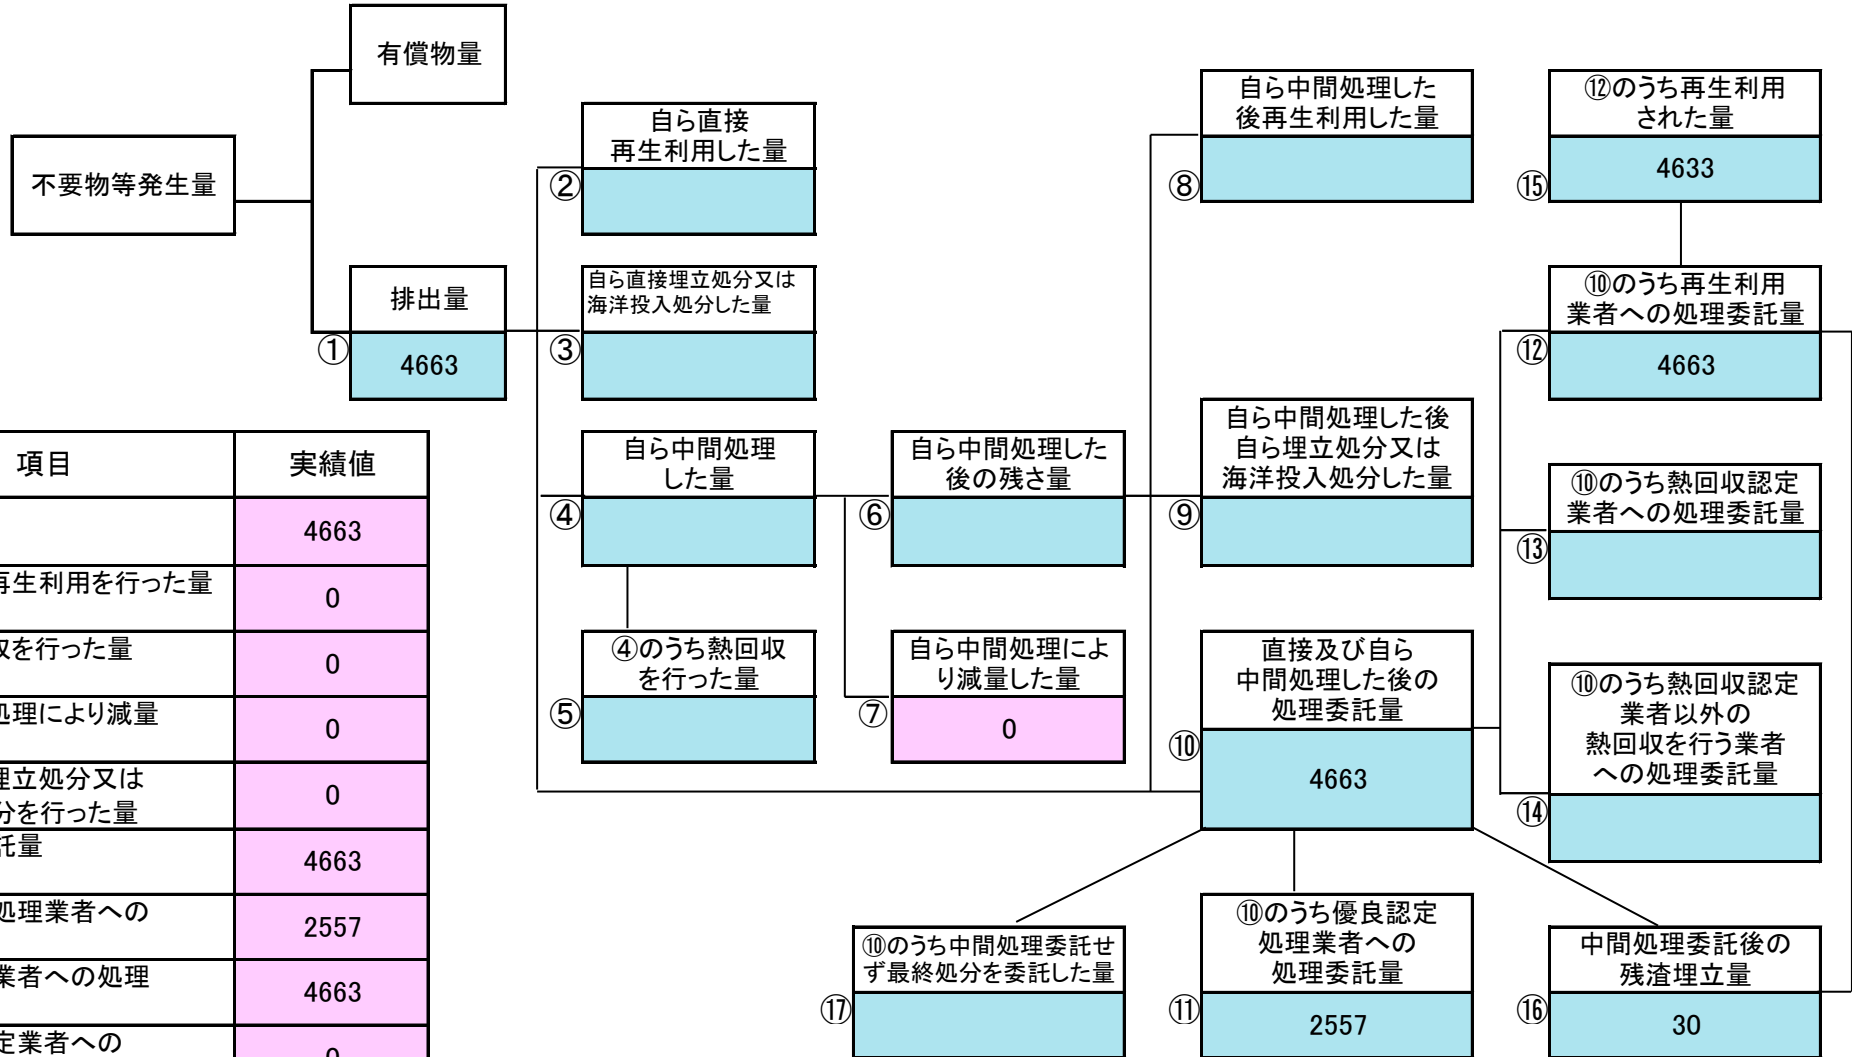 有償物量
不要物等発生量
排出量
①
4663
自ら直接
再生利用した量
②
自ら直接埋立処分又は
海洋投入処分した量
③
自ら中間処理
した量
④
④のうち熱回収
を行った量
⑤
自ら中間処理した
後の残さ量
⑥
自ら中間処理によ
り減量した量
⑦
0
自ら中間処理した
後再生利用した量
⑧
自ら中間処理した後
自ら埋立処分又は
海洋投入処分した量
⑨
直接及び自ら
中間処理した後の
処理委託量
⑩
4663
⑫のうち再生利用
された量
⑮
4633
⑩のうち再生利用
業者への処理委託量
⑫
4663
⑩のうち熱回収認定
業者への処理委託量
⑬
⑩のうち熱回収認定
業者以外の
熱回収を行う業者
への処理委託量
⑭
⑩のうち中間処理委託せ
ず最終処分を委託した量
⑰
⑩のうち優良認定
処理業者への
処理委託量
⑪
2557
中間処理委託後の
残渣埋立量
⑯
30
項目
実績値
4663
再生利用を行った量
0
を行った量
0
処理により減量
0
埋立処分又は
分を行った量
0
託量
4663
処理業者への
2557
業者への処理
4663
定業者への